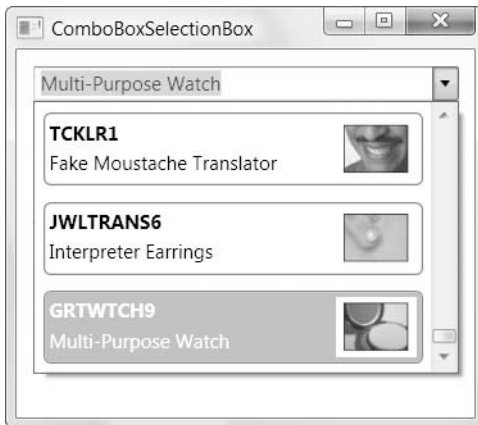 ComboBoxSelectionBox
Multi-Purpose Watch
TCKLR1
Fake Moustache Translator
JWLTRANS6
Interpreter Earrings
GRTWTCH9
Multi-Purpose Watch